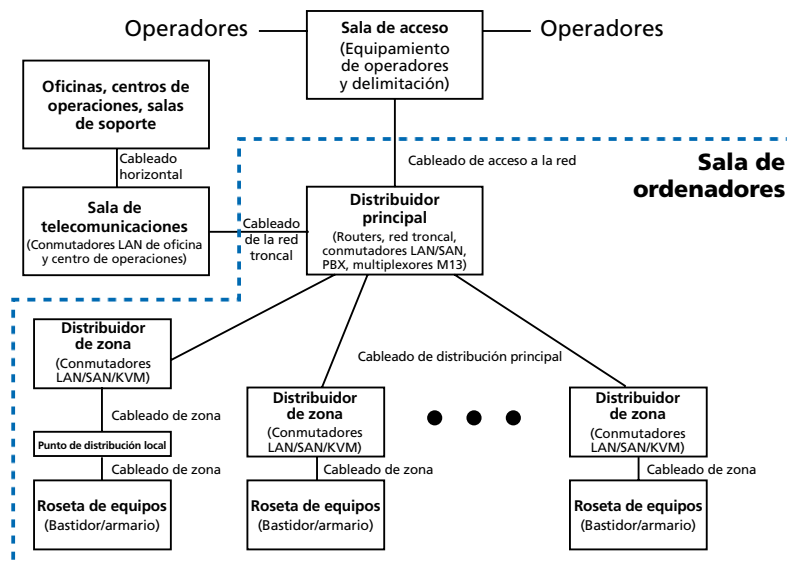 Operadores
Sala de acceso
(Equipamiento
de operadores
y delimitación)
Operadores
Oficinas, centros de
operaciones, salas
de soporte
Cableado
horizontal
Cableado de acceso a la red
Sala de
ordenadores
Sala de
telecomunicaciones
(Conmutadores LAN de oficina
y centro de operaciones)
Cableado
de la red
troncal
Distribuidor
principal
(Routers, red troncal,
conmutadores LAN/SAN,
PBX, multiplexores M13)
Distribuidor
de zona
(Conmutadores
LAN/SAN/KVM)
Cableado de distribución principal
Distribuidor
de zona
(Conmutadores
LAN/SAN/KVM)
Distribuidor
de zona
(Conmutadores
LAN/SAN/KVM)
Cableado de zona
Punto de distribución local
Cableado de zona
Cableado de zona
Cableado de zona
Roseta de equipos
(Bastidor/armario)
Roseta de equipos
(Bastidor/armario)
Roseta de equipos
(Bastidor/armario)